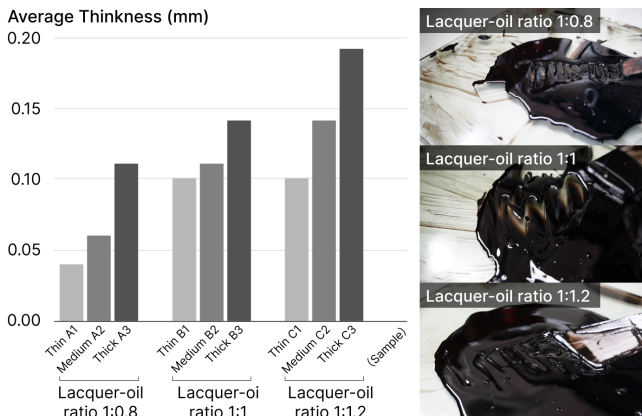 Average Thinkness (mm)
0.20
0.15
0.10
0.05
0.00
Thin A1
Medium A2
Thick A3
Thin B1
Medium B2
Thick B3
Thin C1
Medium C2
Thick C3
(Sample)
Lacquer-oil
ratio 1:0.8
Lacquer-oi
ratio 1:1
Lacquer-oil
ratio 1:1.2
Lacquer-oil ratio 1:0.8
Lacquer-oil ratio 1:1
Lacquer-oil ratio 1:1.2